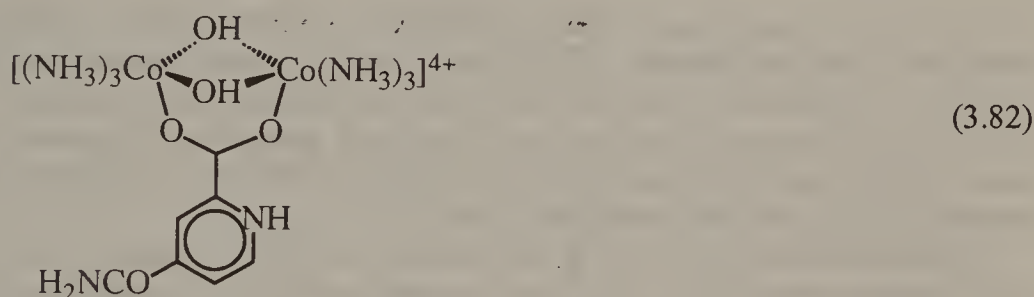 OH
[(NH₃)₃Co Co(NH₃)₃]⁴⁺
OH
(3.82)
O O
NH
H₂NCO